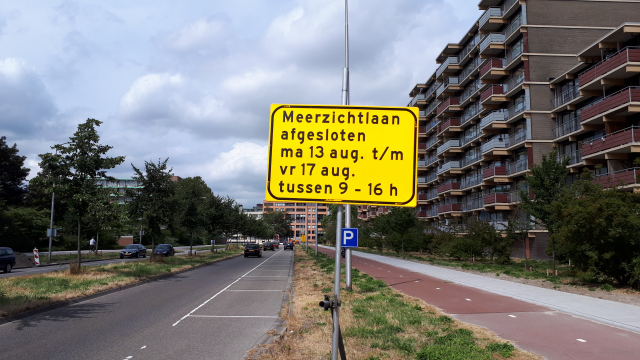 Meerzichtlaan
afgesloten
ma 13 aug. t/m
vr 17 aug.
tussen 9 - 16 h
P